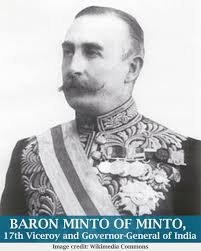 BARON MINTO OF MINTO,
17th Viceroy and Governor-General of India
Image credit: Wikimedia Commons